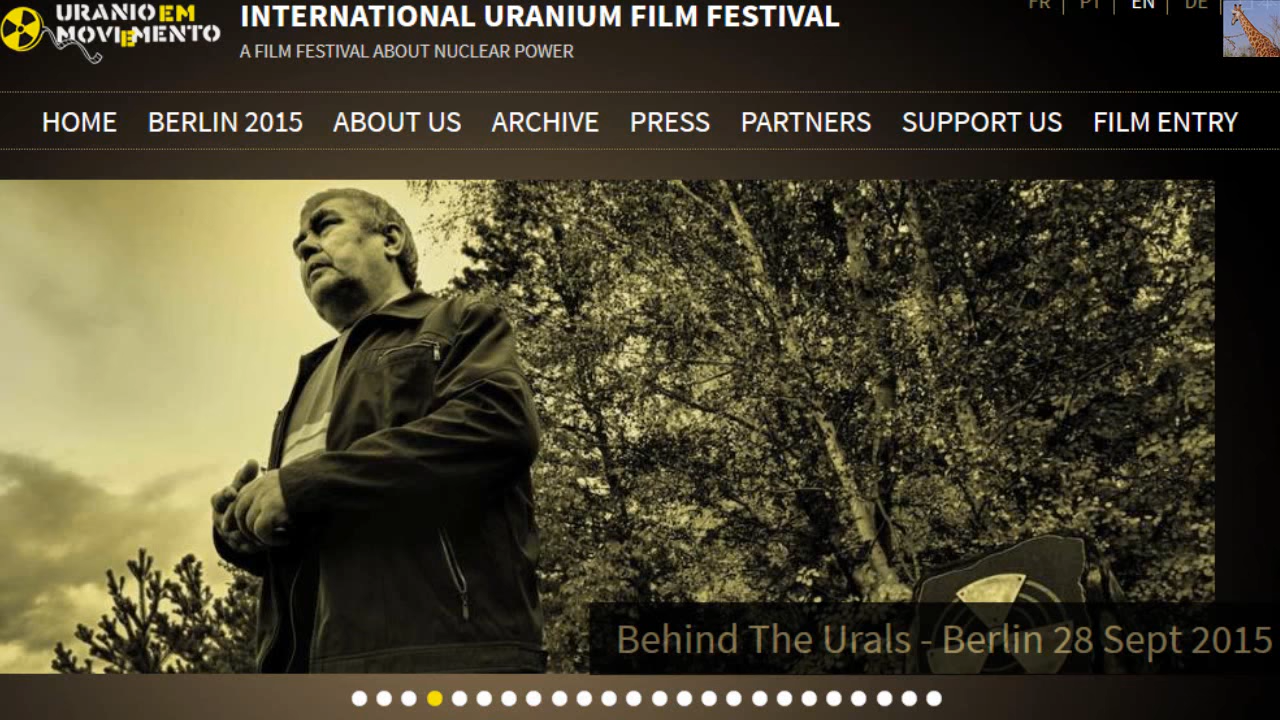 URANIO EM
MOVIEMENTO
INTERNATIONAL URANIUM FILM FESTIVAL
A FILM FESTIVAL ABOUT NUCLEAR POWER
FR | PT | EN | DE |
HOME BERLIN 2015 ABOUT US ARCHIVE PRESS PARTNERS SUPPORT US FILM ENTRY
Behind The Urals - Berlin 28 Sept 2015